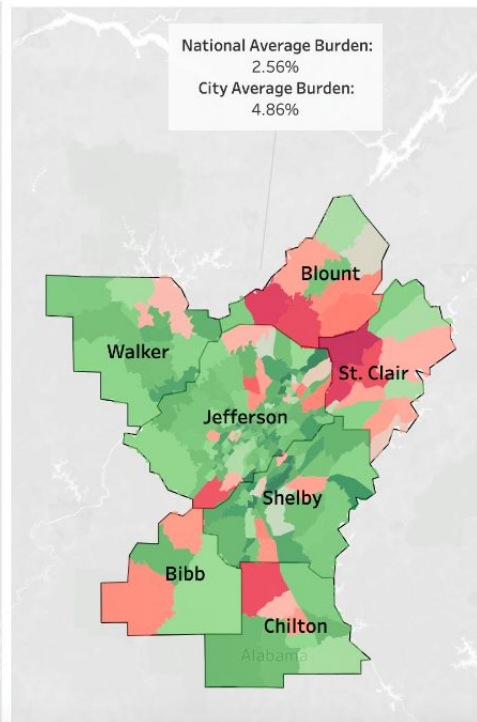 National Average Burden:
2.56%
City Average Burden:
4.86%
Blount
Walker
St. Clair
Jefferson
Shelby
Bibb
Chilton
Alabama